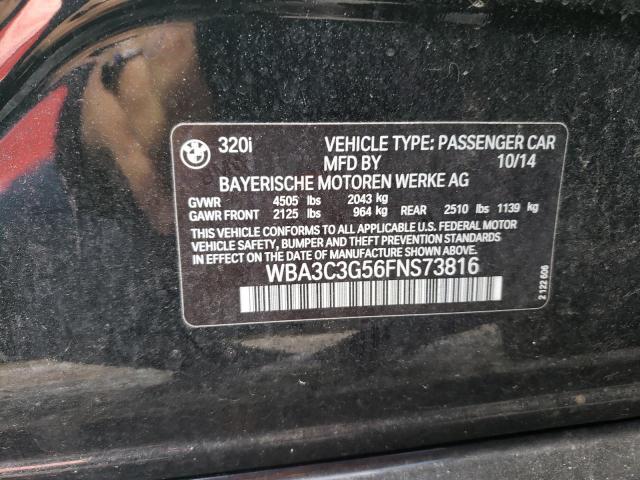 320i VEHICLE TYPE: PASSENGER CAR
MFD BY 10/14
BAYERISCHE MOTOREN WERKE AG
GVWR 4505 lbs 2043 kg
GAWR FRONT 2125 lbs 964 kg REAR 2510 lbs 1139 kg
THIS VEHICLE CONFORMS TO ALL APPLICABLE U.S. FEDERAL MOTOR
VEHICLE SAFETY, BUMPER AND THEFT PREVENTION STANDARDS IN
EFFECT ON THE DATE OF MANUFACTURE SHOWN ABOVE.
WBA3C3G56FNS73816
2 122 606